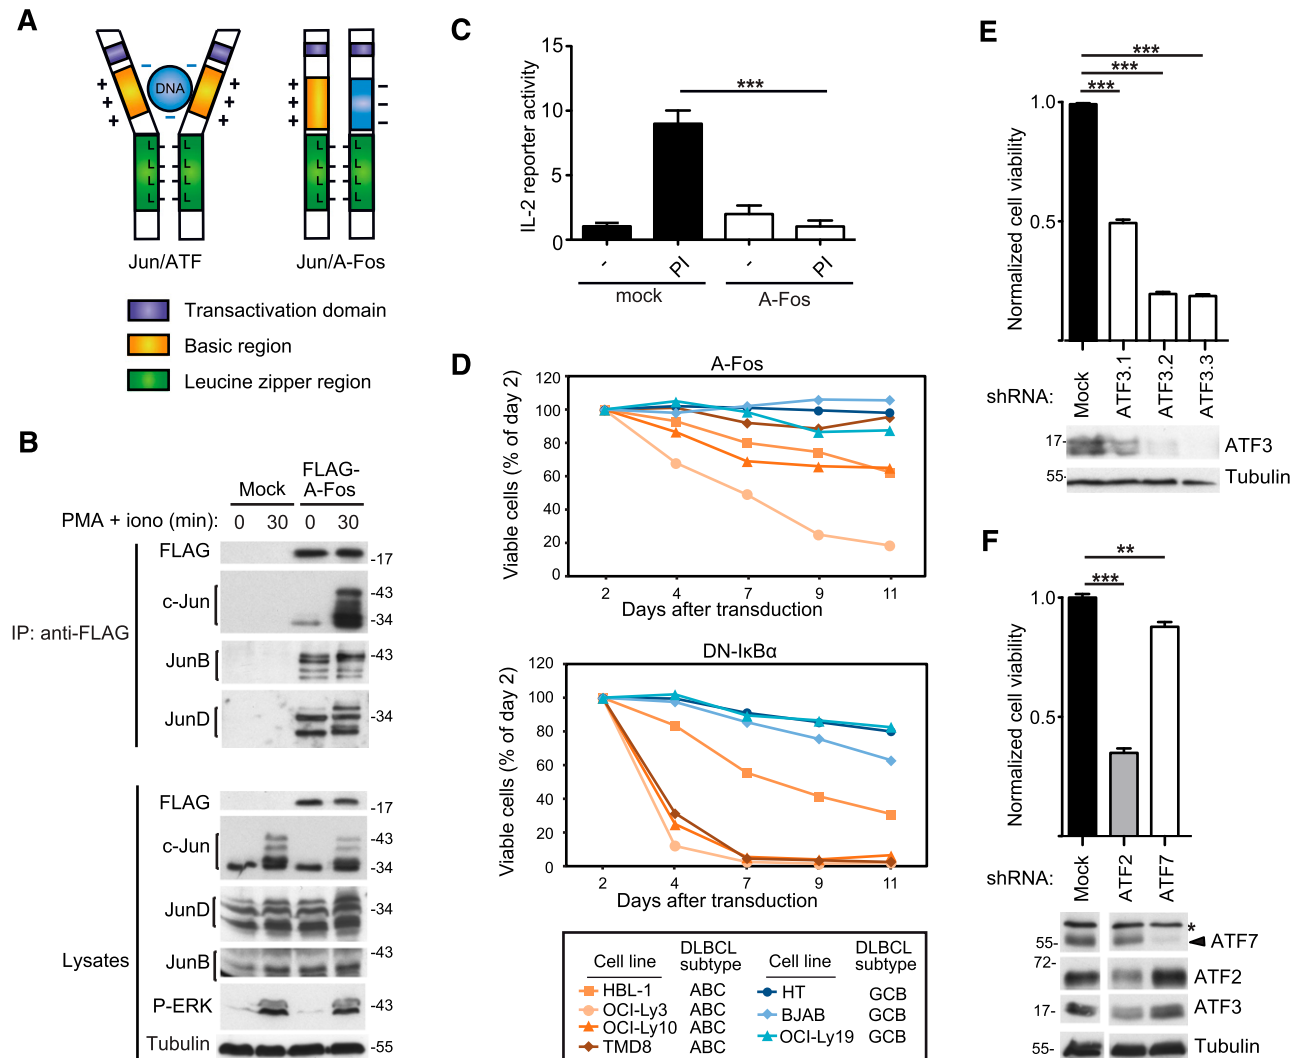 A
DNA
+ + +
+ + +
+ + +
- - -
L L L L
L L L L
L L L L
L L L L
Jun/ATF
Jun/A-Fos
Transactivation domain
Basic region
Leucine zipper region
B
Mock
FLAG-
A-Fos
PMA + iono (min): 0 30 0 30
IP: anti-FLAG
FLAG -17
c-Jun -43 -34
JunB -43
JunD -34
Lysates
FLAG -17
c-Jun -43 -34
JunD -34
JunB -43
P-ERK -43
Tubulin -55
C
IL-2 reporter activity
15
10
5
0
***
- PI - PI
mock A-Fos
D
A-Fos
Viable cells (% of day 2)
120
100
80
60
40
20
0
2 4 7 9 11
Days after transduction
DN-IκBα
Viable cells (% of day 2)
120
100
80
60
40
20
0
2 4 7 9 11
Days after transduction
Cell line DLBCL subtype Cell line DLBCL subtype
HBL-1 ABC HT GCB
OCI-Ly3 ABC BJAB GCB
OCI-Ly10 ABC OCI-Ly19 GCB
TMD8 ABC
E
***
***
***
Normalized cell viability
1.0
0.5
shRNA: Mock ATF3.1 ATF3.2 ATF3.3
17- ATF3
55- Tubulin
F
**
***
Normalized cell viability
1.0
0.5
shRNA: Mock ATF2 ATF7
*
55- ATF7
72- ATF2
17- ATF3
55- Tubulin